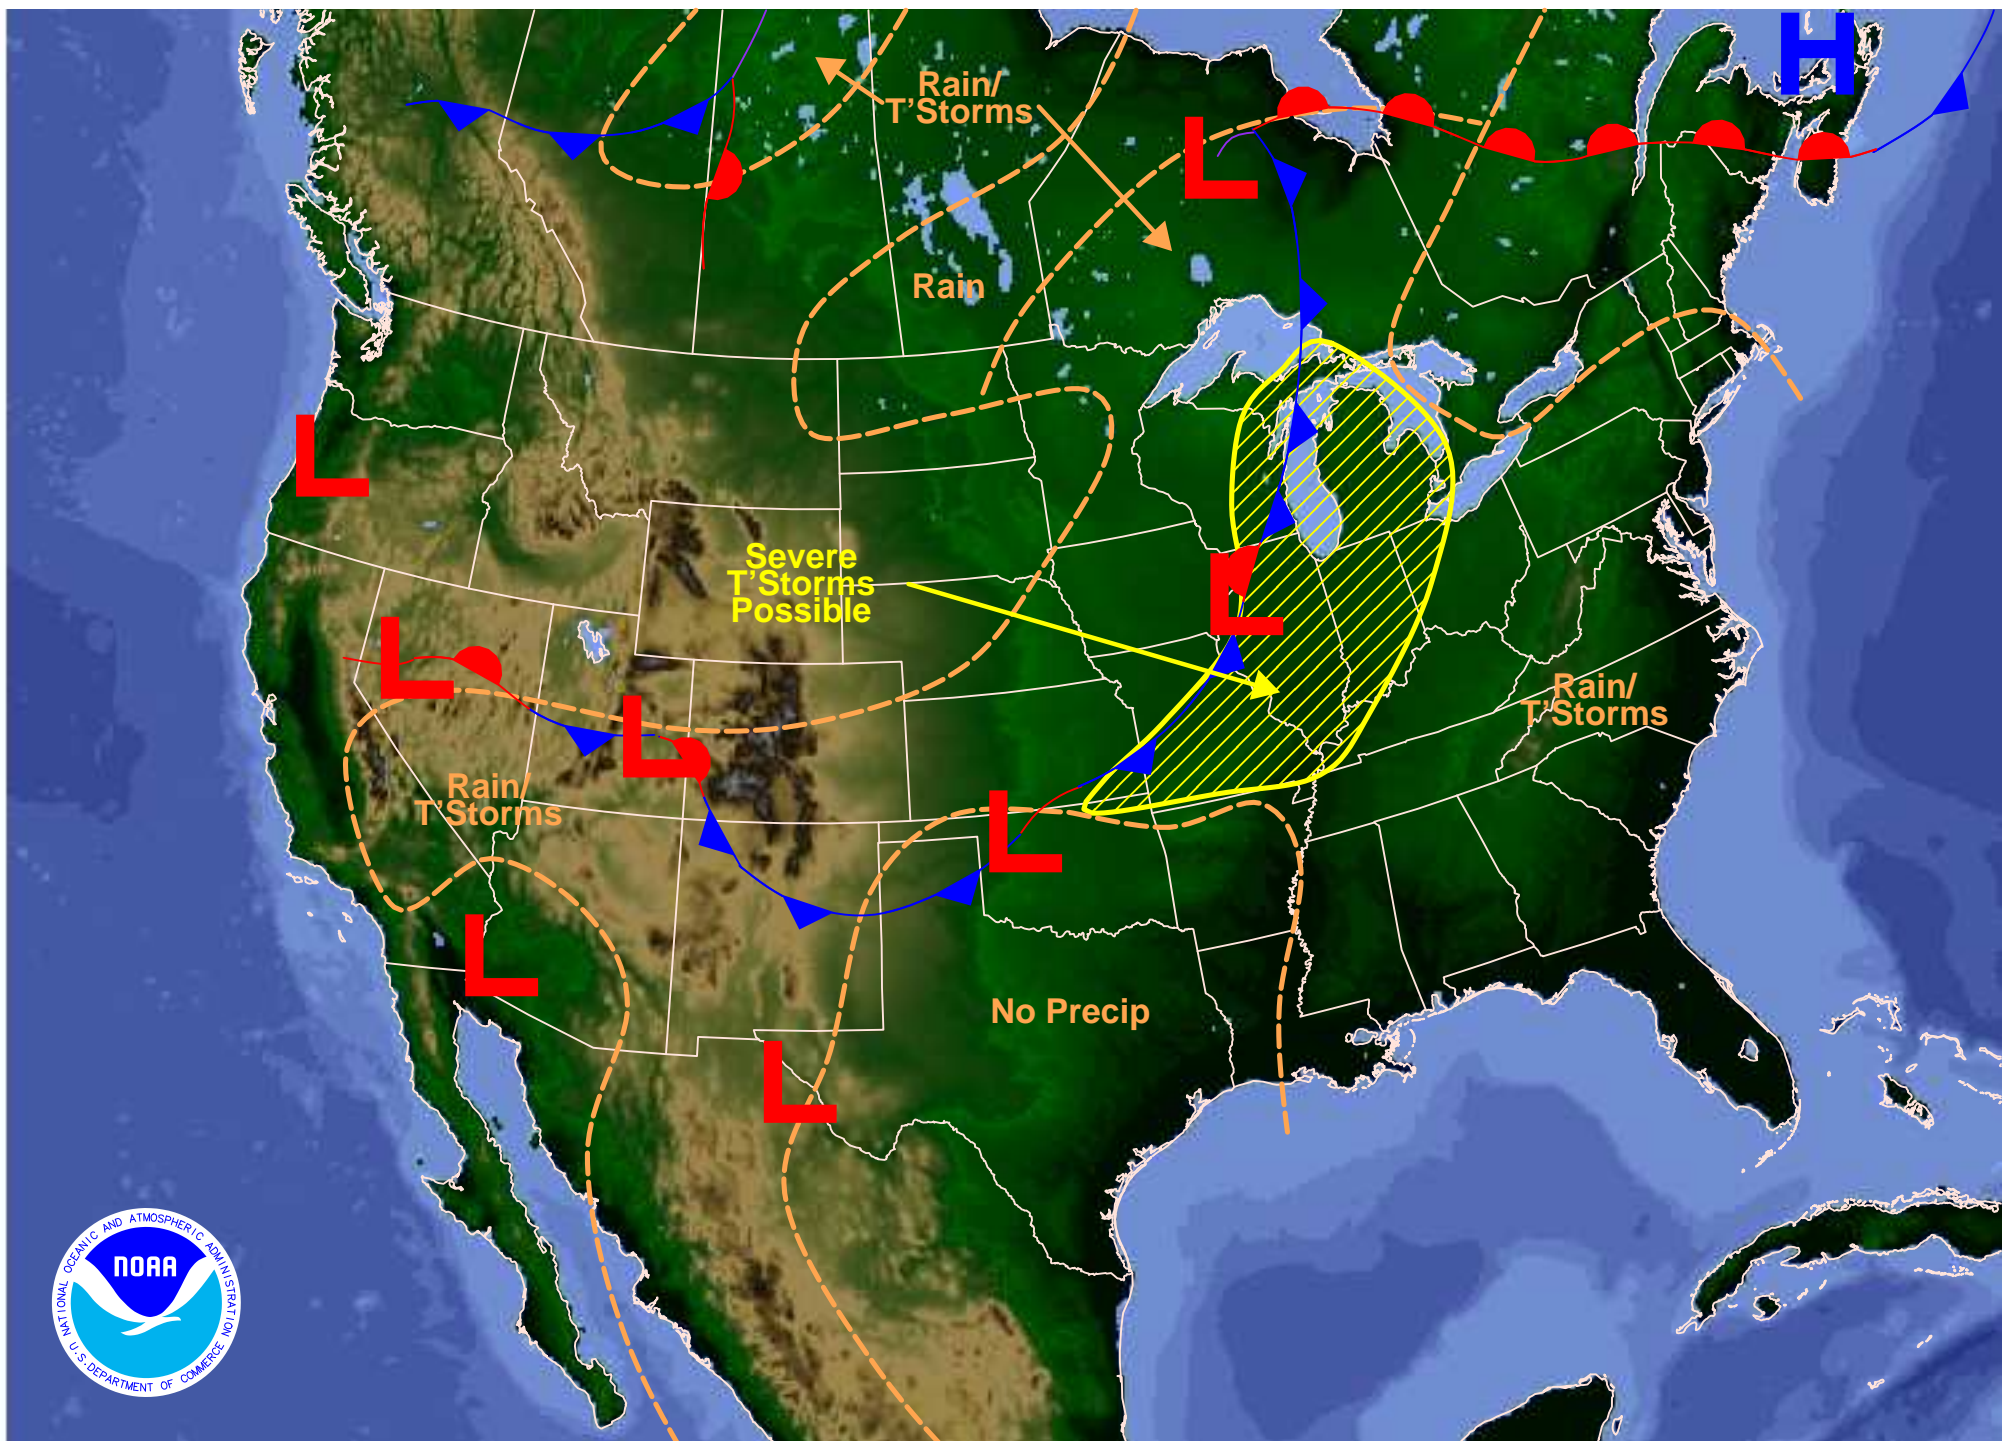 H
Rain/
T'Storms
L
Rain
L
Severe
T'Storms
Possible
L
L
Rain/
T'Storms
L
Rain/
T'Storms
L
L
No Precip
L
NATIONAL OCEANIC AND ATMOSPHERIC ADMINISTRATION
NOAA
U.S. DEPARTMENT OF COMMERCE